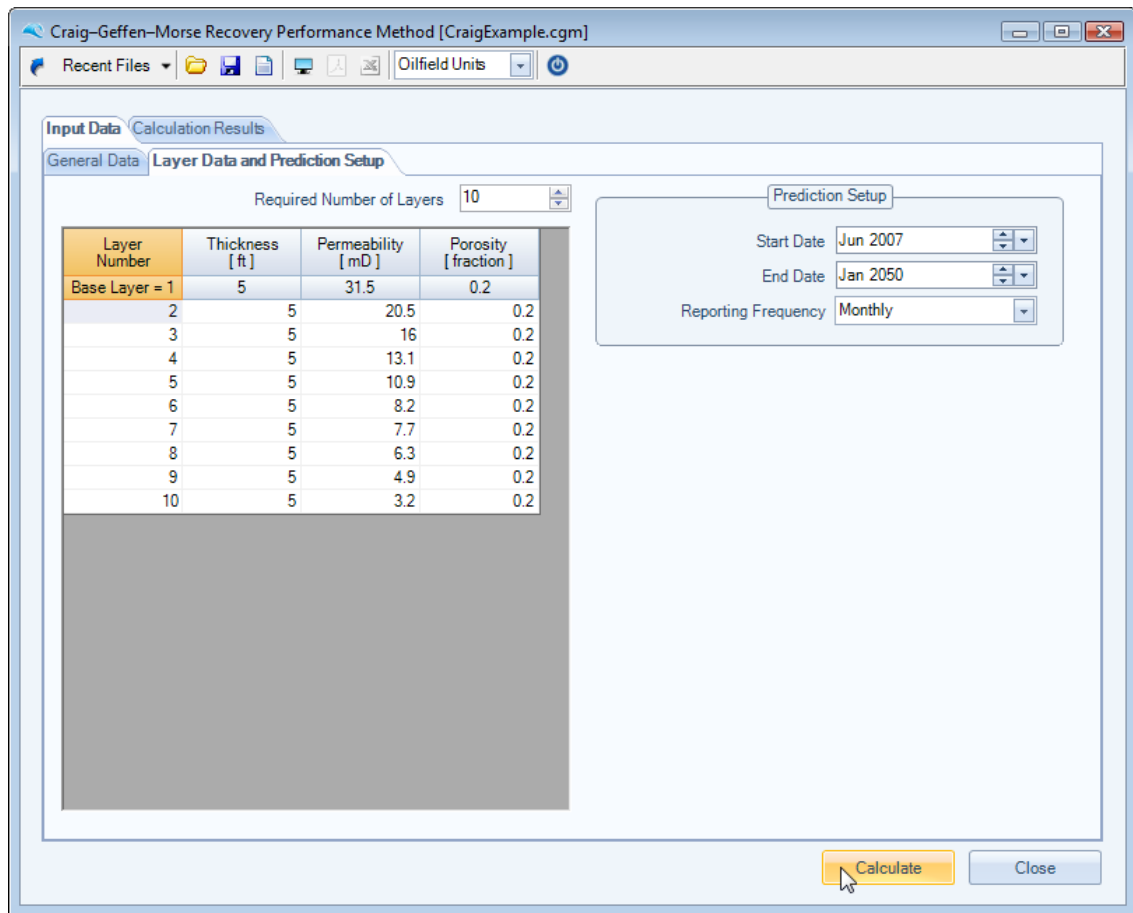 Craig–Geffen–Morse Recovery Performance Method [CraigExample.cgm]
Recent Files Oilfield Units
Input Data Calculation Results
General Data Layer Data and Prediction Setup
Required Number of Layers 10
Layer Number Thickness [ ft ] Permeability [ mD ] Porosity [ fraction ]
Base Layer = 1 5 31.5 0.2
2 5 20.5 0.2
3 5 16 0.2
4 5 13.1 0.2
5 5 10.9 0.2
6 5 8.2 0.2
7 5 7.7 0.2
8 5 6.3 0.2
9 5 4.9 0.2
10 5 3.2 0.2
Prediction Setup
Start Date Jun 2007
End Date Jan 2050
Reporting Frequency Monthly
Calculate Close